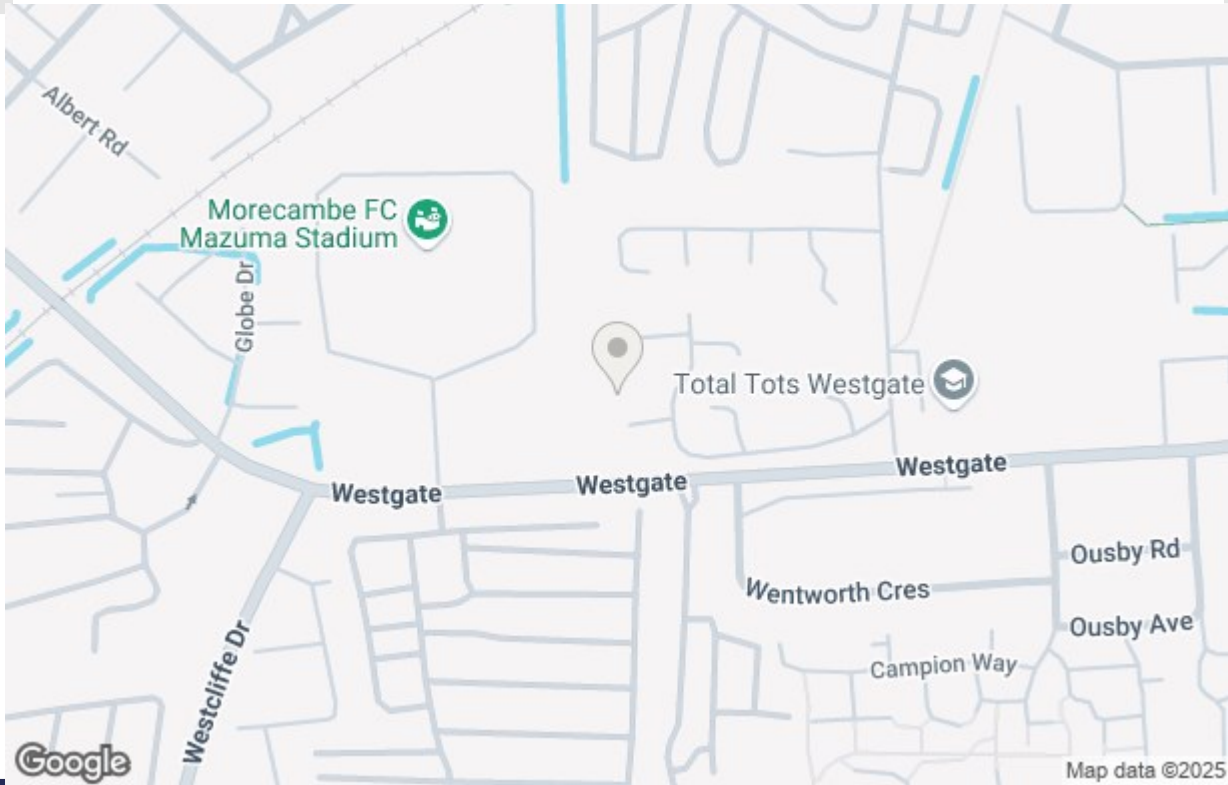 Albert Rd
Morecambe FC
Mazuma Stadium
Globe Dr
Total Tots Westgate
Westgate
Westgate
Westgate
Ousby Rd
Wentworth Cres
Ousby Ave
Campion Way
Westcliffe Dr
Google
Map data ©2025